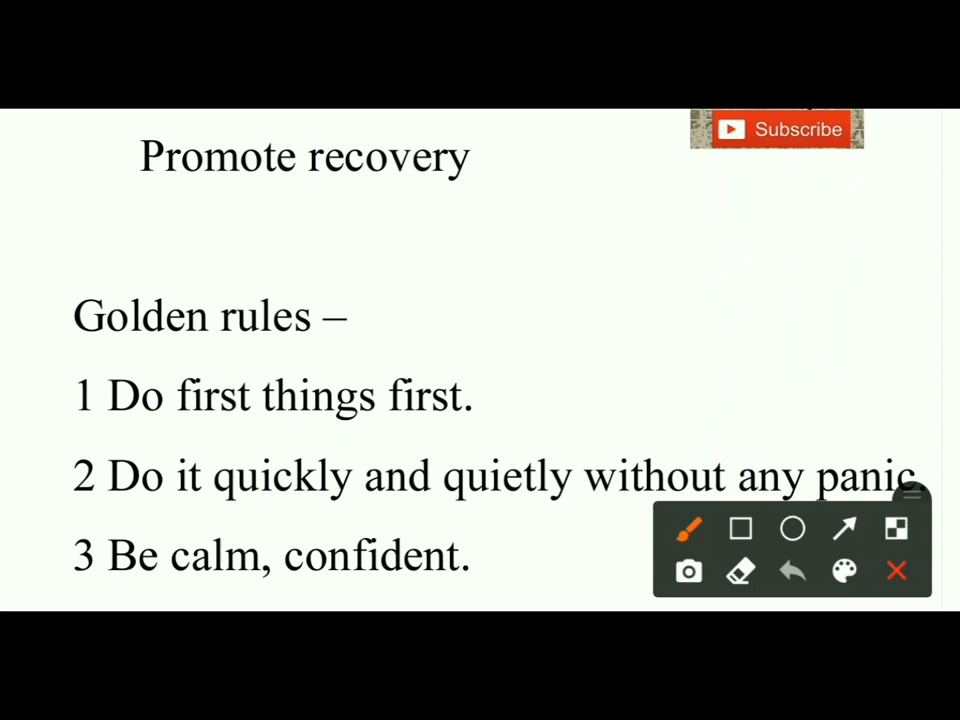 Subscribe
Promote recovery
Golden rules –
1 Do first things first.
2 Do it quickly and quietly without any panic.
3 Be calm, confident.